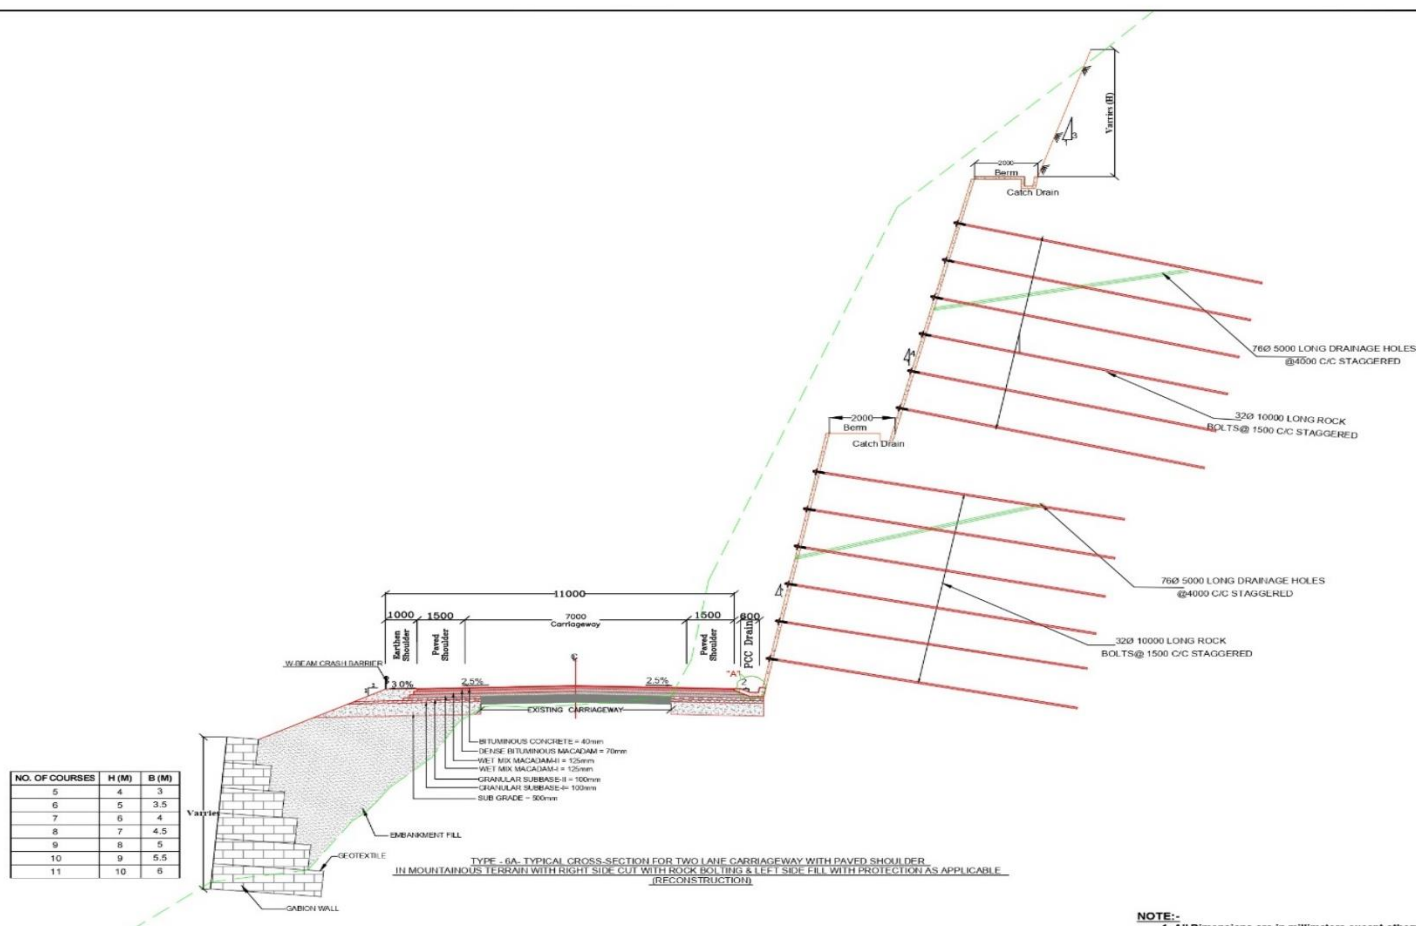 Varries (H)
3
1
2000
Berm
Catch Drain
76Ø 5000 LONG DRAINAGE HOLES
@4000 C/C STAGGERED
4
32Ø 10000 LONG ROCK
BOLTS@ 1500 C/C STAGGERED
2000
Berm
Catch Drain
76Ø 5000 LONG DRAINAGE HOLES
@4000 C/C STAGGERED
32Ø 10000 LONG ROCK
BOLTS@ 1500 C/C STAGGERED
11000
1000 1500 7000 1500 600
Carriageway
Earthen Shoulder
Paved Shoulder
Paved Shoulder
PCC Drain
W-BEAM CRASH BARRIER
"A"
3.0% 2.5% 2.5%
EXISTING CARRIAGEWAY
BITUMINOUS CONCRETE = 40mm
DENSE BITUMINOUS MACADAM = 70mm
WET MIX MACADAM-II = 125mm
WET MIX MACADAM-I = 125mm
GRANULAR SUBBASE-II = 100mm
GRANULAR SUBBASE-I= 100mm
SUB GRADE = 500mm
NO. OF COURSES H (M) B (M)
5 4 3
6 5 3.5
7 6 4
8 7 4.5
9 8 5
10 9 5.5
11 10 6
Varries
EMBANKMENT FILL
GEOTEXTILE
GABION WALL
TYPE - 6A- TYPICAL CROSS-SECTION FOR TWO LANE CARRIAGEWAY WITH PAVED SHOULDER
IN MOUNTAINOUS TERRAIN WITH RIGHT SIDE CUT WITH ROCK BOLTING & LEFT SIDE FILL WITH PROTECTION AS APPLICABLE
(RECONSTRUCTION)
NOTE:-